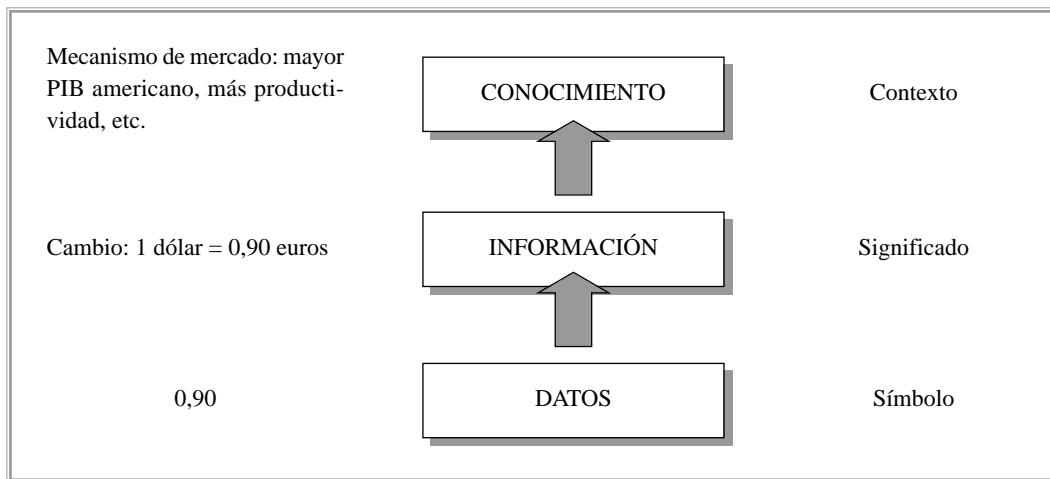 Mecanismo de mercado: mayor
PIB americano, más producti-
vidad, etc.
CONOCIMIENTO
Contexto
Cambio: 1 dólar = 0,90 euros
INFORMACIÓN
Significado
0,90
DATOS
Símbolo